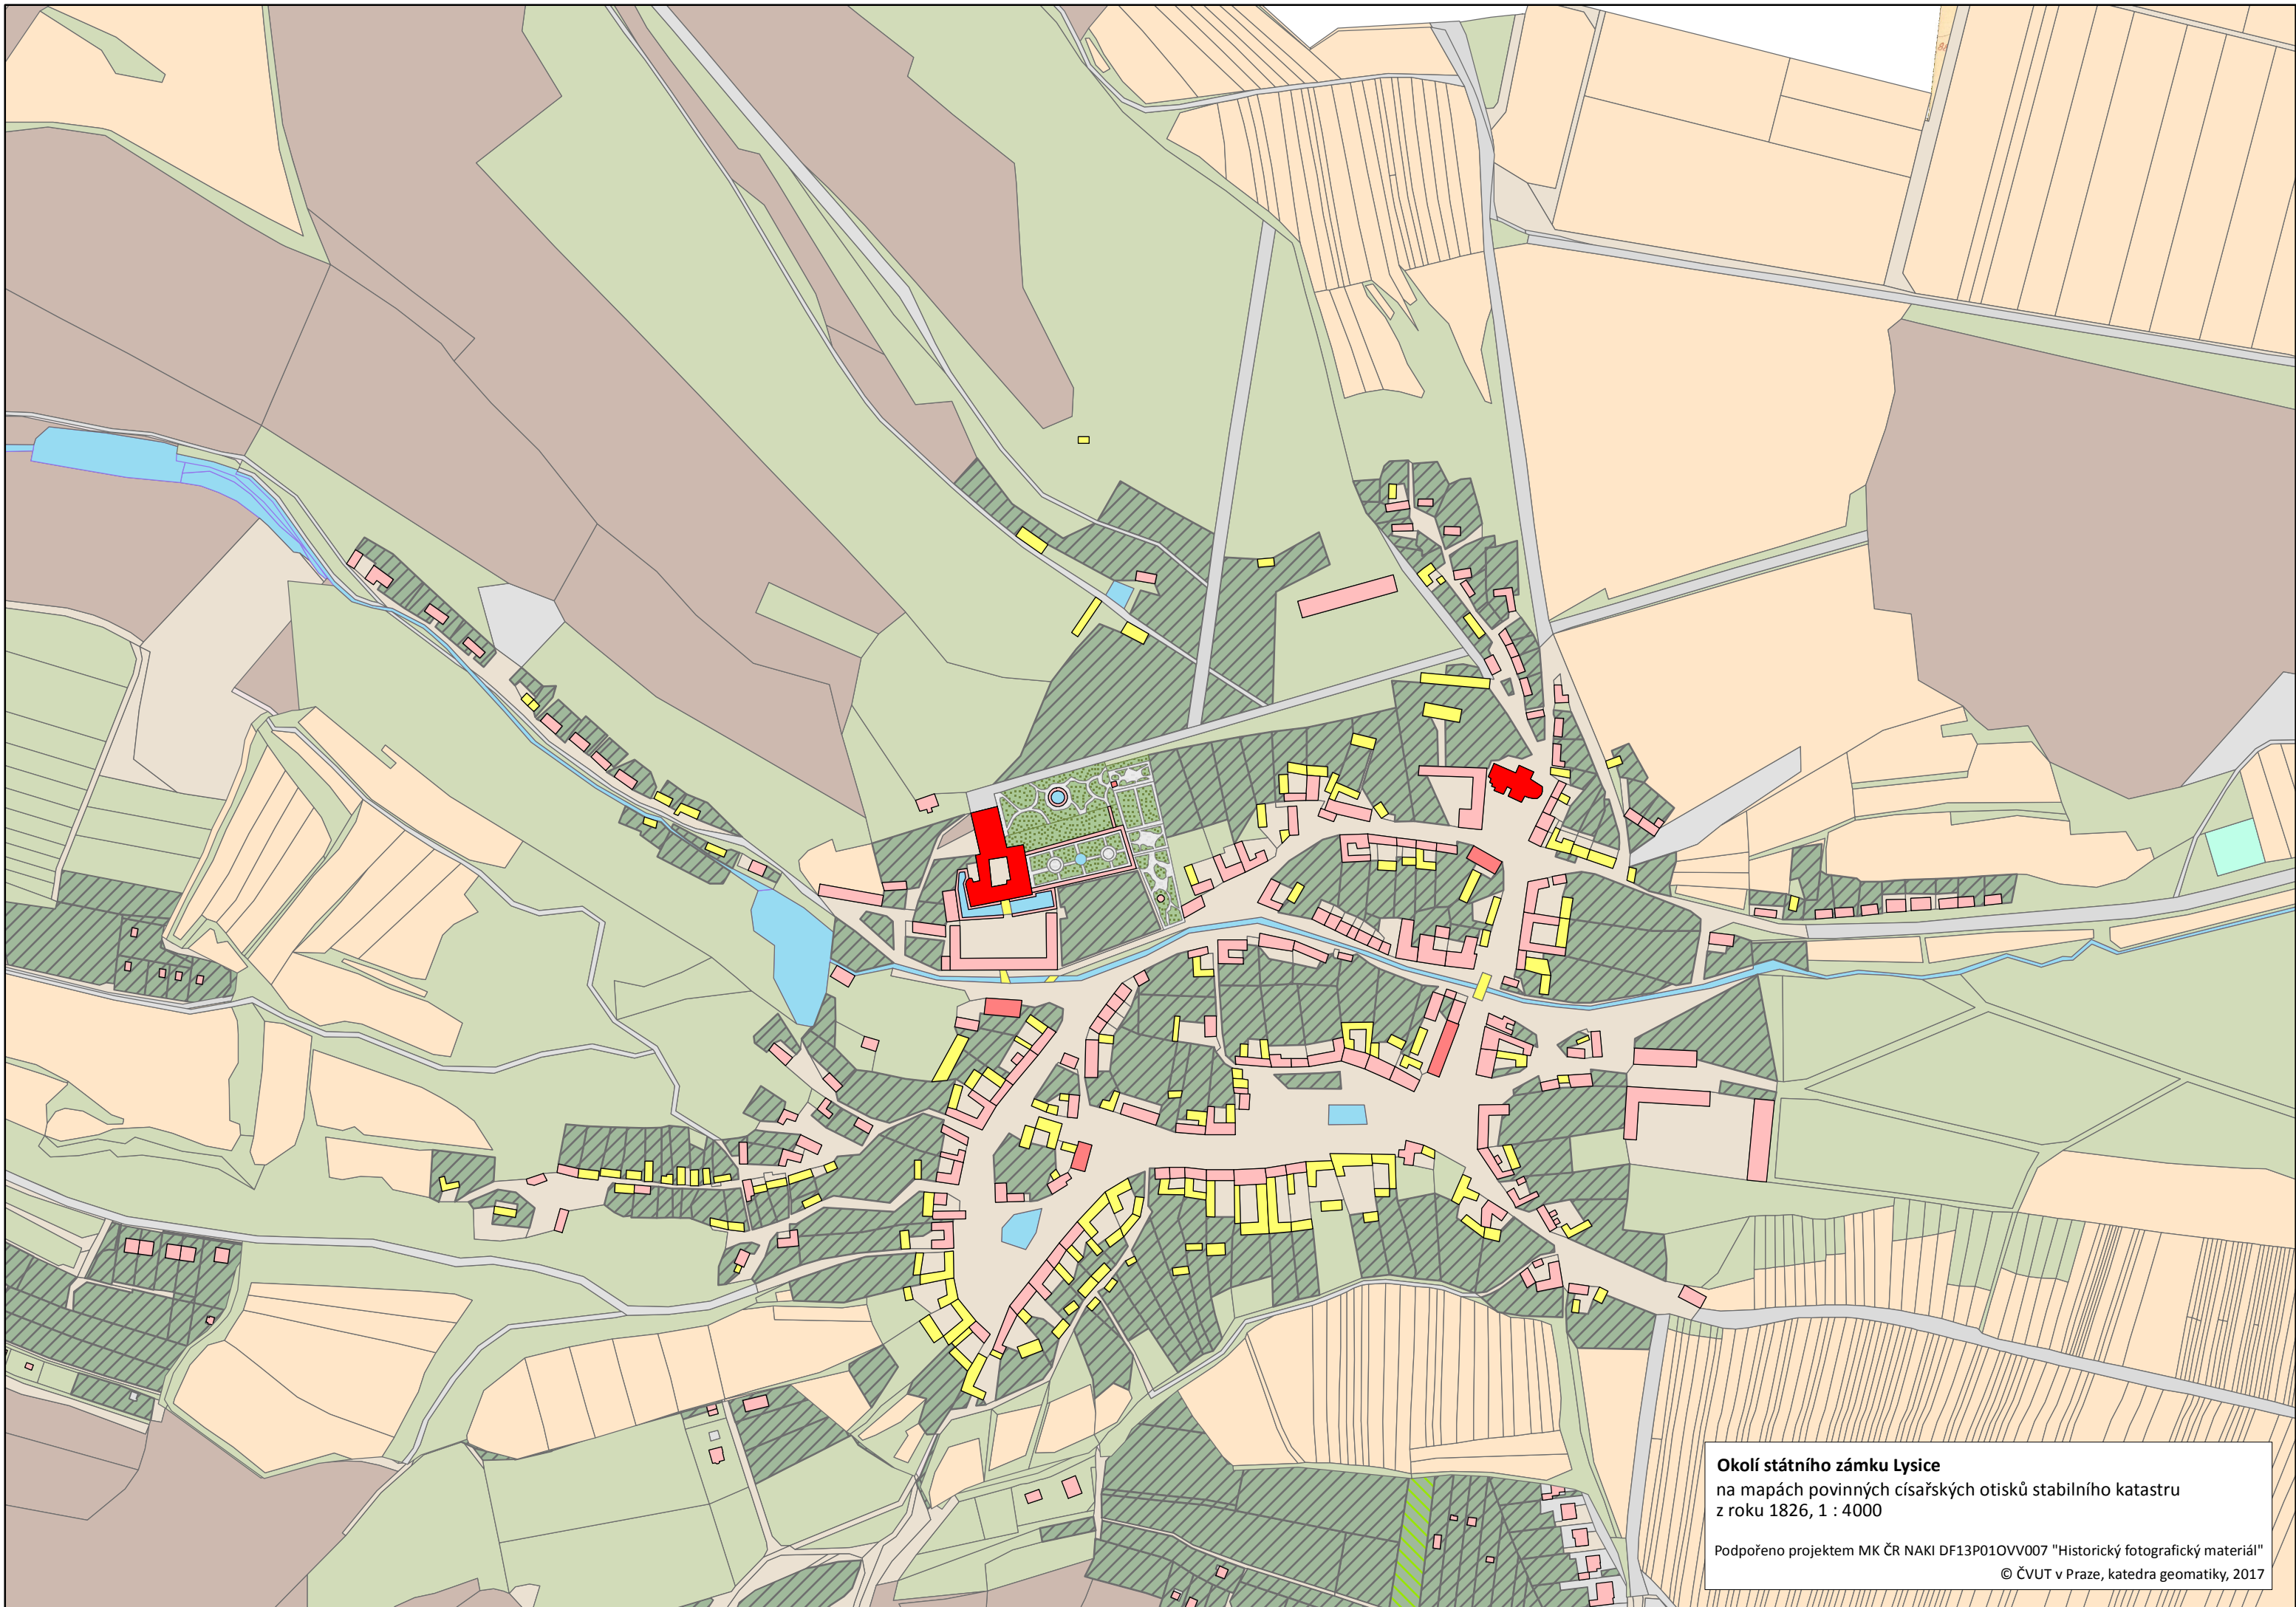 Okolí státního zámku Lysice
na mapách povinných císařských otisků stabilního katastru
z roku 1826, 1 : 4000
Podpořeno projektem MK ČR NAKI DF13P01OVV007 "Historický fotografický materiál"
© ČVUT v Praze, katedra geomatiky, 2017